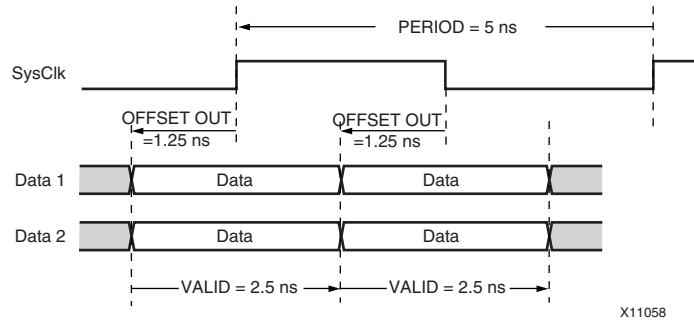 PERIOD = 5 ns
SysClk
OFFSET OUT OFFSET OUT
=1.25 ns =1.25 ns
Data 1 Data Data
Data 2 Data Data
VALID = 2.5 ns VALID = 2.5 ns
X11058